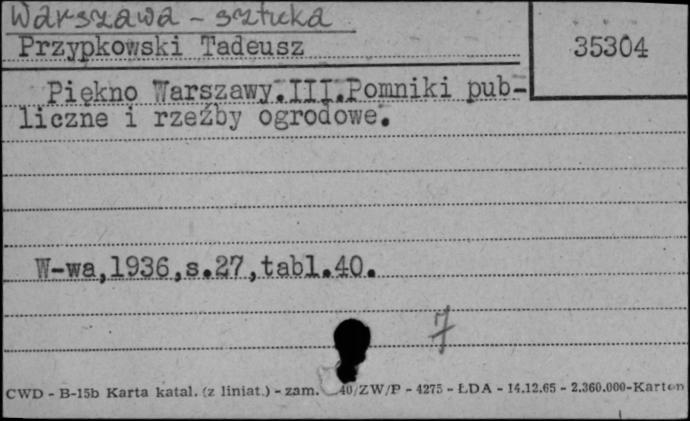 Warszawa - sztuka
Przypkowski Tadeusz
35304
Piękno Warszawy.III.Pomniki pub-
liczne i rzeźby ogrodowe.
W-wa,1936,s.27,tabl.40.
7
CWD - B-15b Karta katal. (z liniat.) - zam. 40/ZW/P - 4275 - ŁDA - 14.12.65 - 2.360.000-Karton